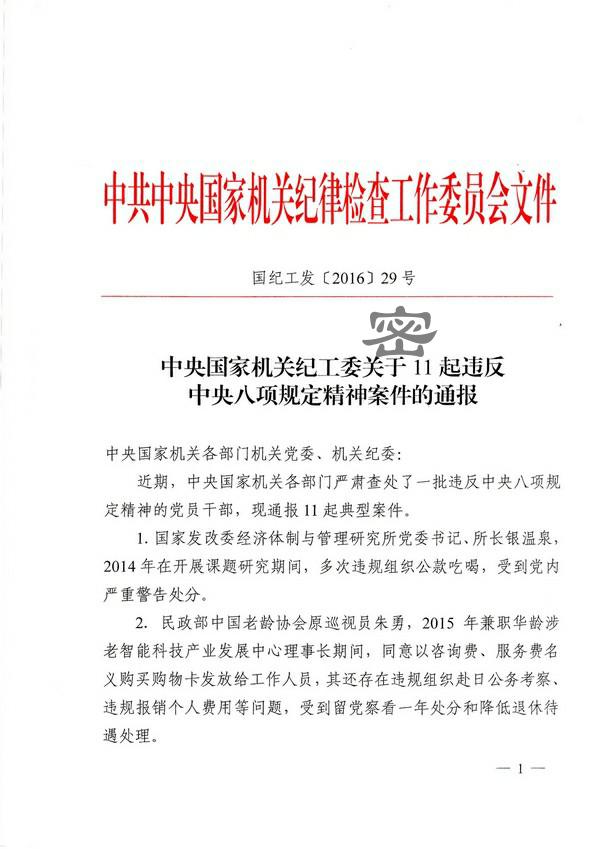 中共中央国家机关纪律检查工作委员会文件
国纪工发〔2016〕29号
密
中央国家机关纪工委关于11起违反
中央八项规定精神案件的通报
中央国家机关各部门机关党委、机关纪委：
近期，中央国家机关各部门严肃查处了一批违反中央八项规
定精神的党员干部，现通报11起典型案件。
1. 国家发改委经济体制与管理研究所党委书记、所长银温泉，
2014年在开展课题研究期间，多次违规组织公款吃喝，受到党内
严重警告处分。
2. 民政部中国老龄协会原巡视员朱勇，2015年兼职华龄涉
老智能科技产业发展中心理事长期间，同意以咨询费、服务费名
义购买购物卡发放给工作人员，其还存在违规组织赴日公务考察、
违规报销个人费用等问题，受到留党察看一年处分和降低退休待
遇处理。
— 1 —